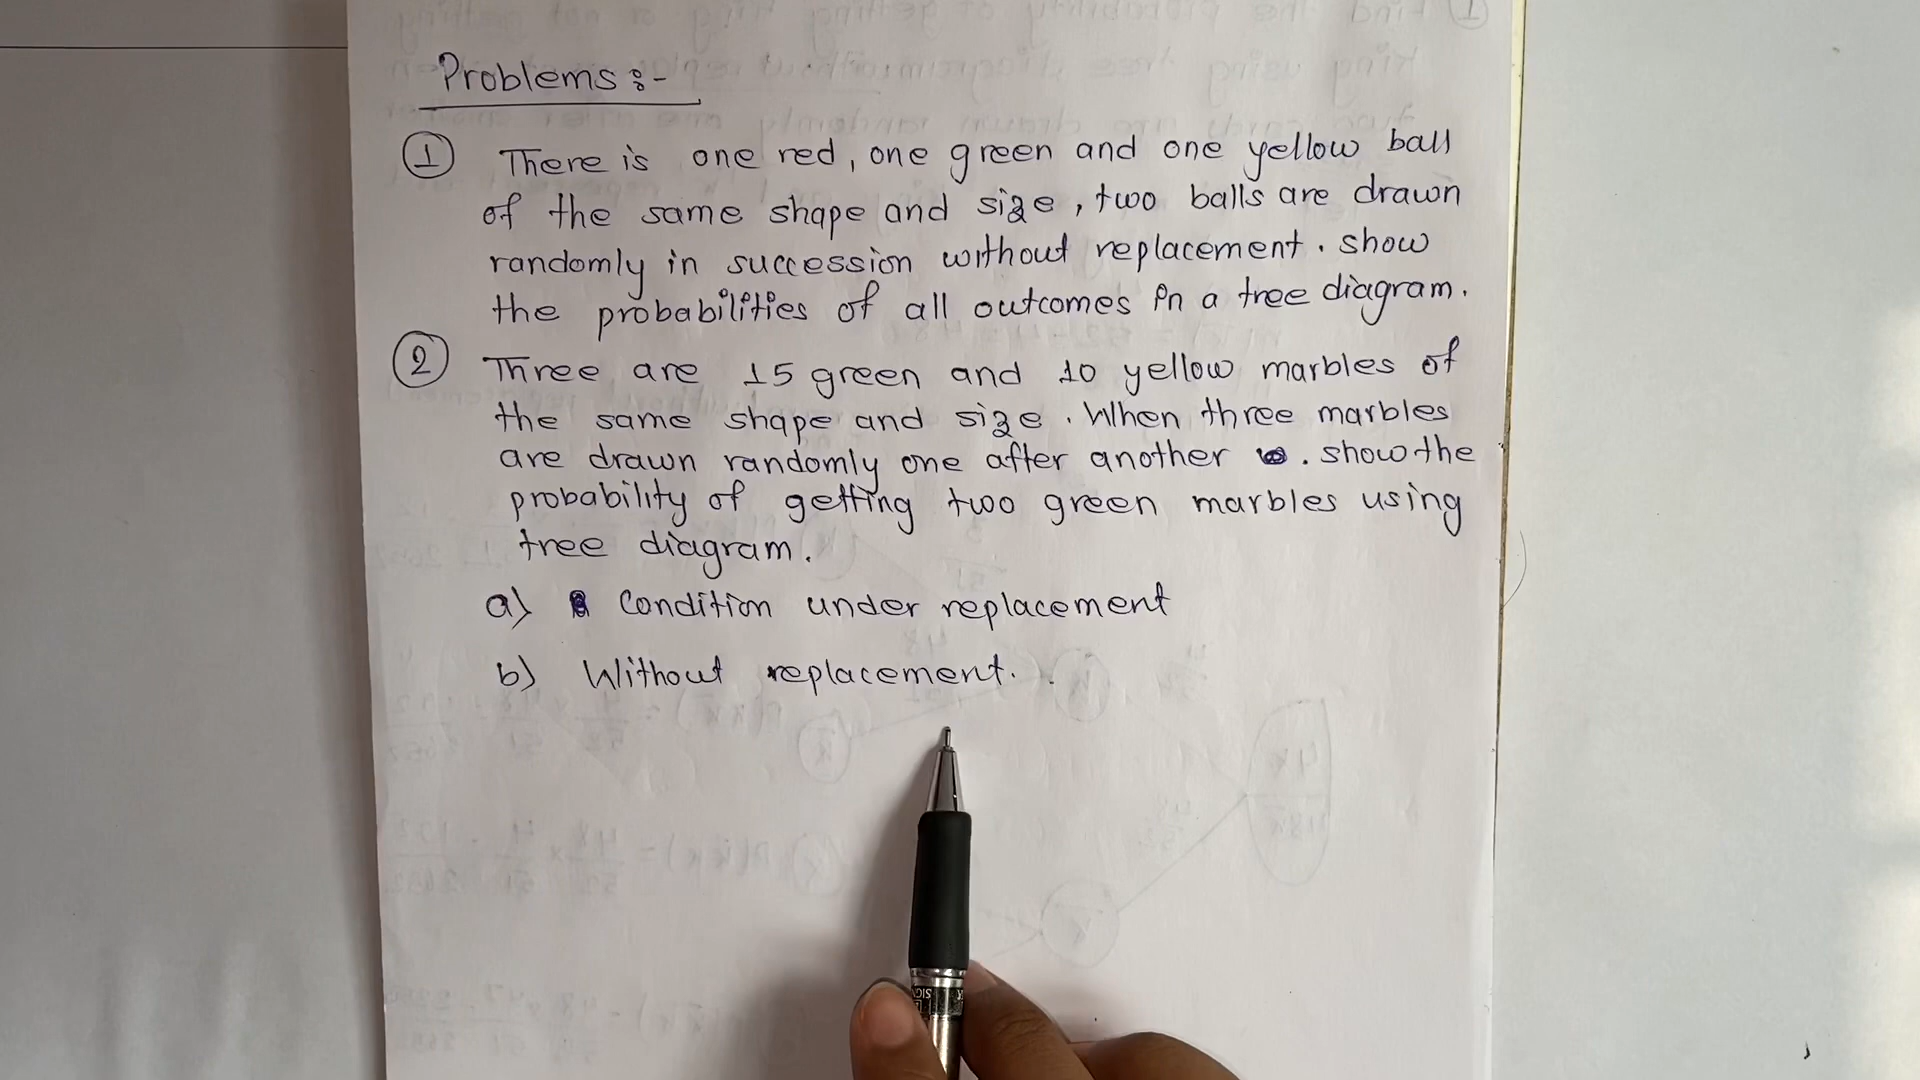 Problems :-
① There is one red, one green and one yellow ball
of the same shape and size, two balls are drawn
randomly in succession without replacement. show
the probabilities of all outcomes in a tree diagram.
② Three are 15 green and 10 yellow marbles of
the same shape and size. When three marbles
are drawn randomly one after another . show the
probability of getting two green marbles using
tree diagram.
a) Condition under replacement
b) Without replacement.